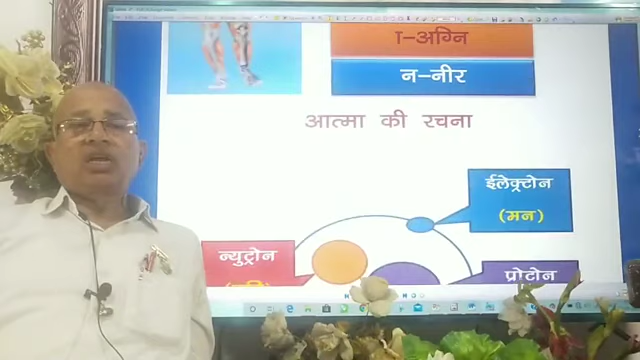 ा-अग्नि
न-नीर
आत्मा की रचना
ईलेक्ट्रोन
(मन)
न्युट्रोन
प्रोटोन